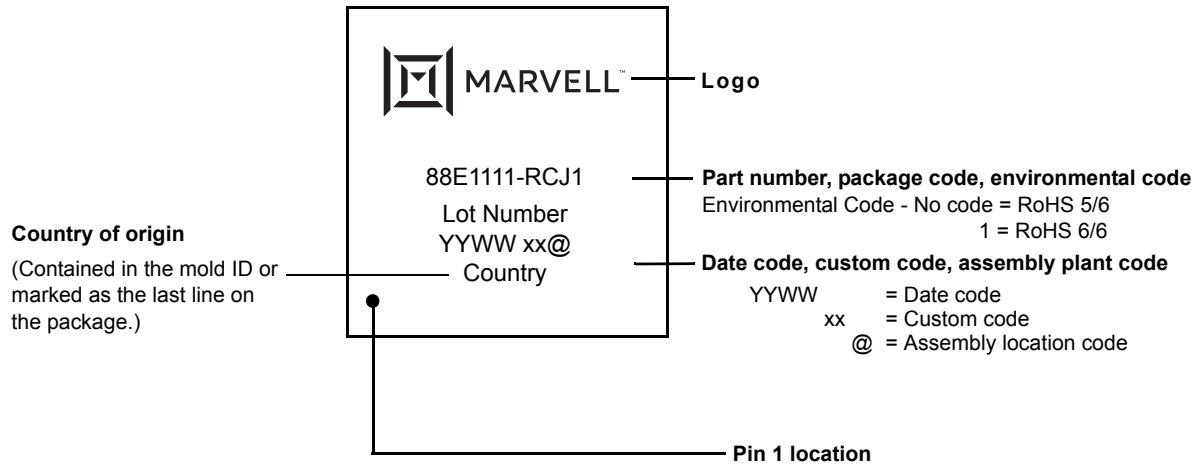 MARVELL™
Logo
88E1111-RCJ1
Part number, package code, environmental code
Environmental Code - No code = RoHS 5/6
1 = RoHS 6/6
Lot Number
YYWW xx@
Country
Country of origin
(Contained in the mold ID or
marked as the last line on
the package.)
Date code, custom code, assembly plant code
YYWW = Date code
xx = Custom code
@ = Assembly location code
Pin 1 location